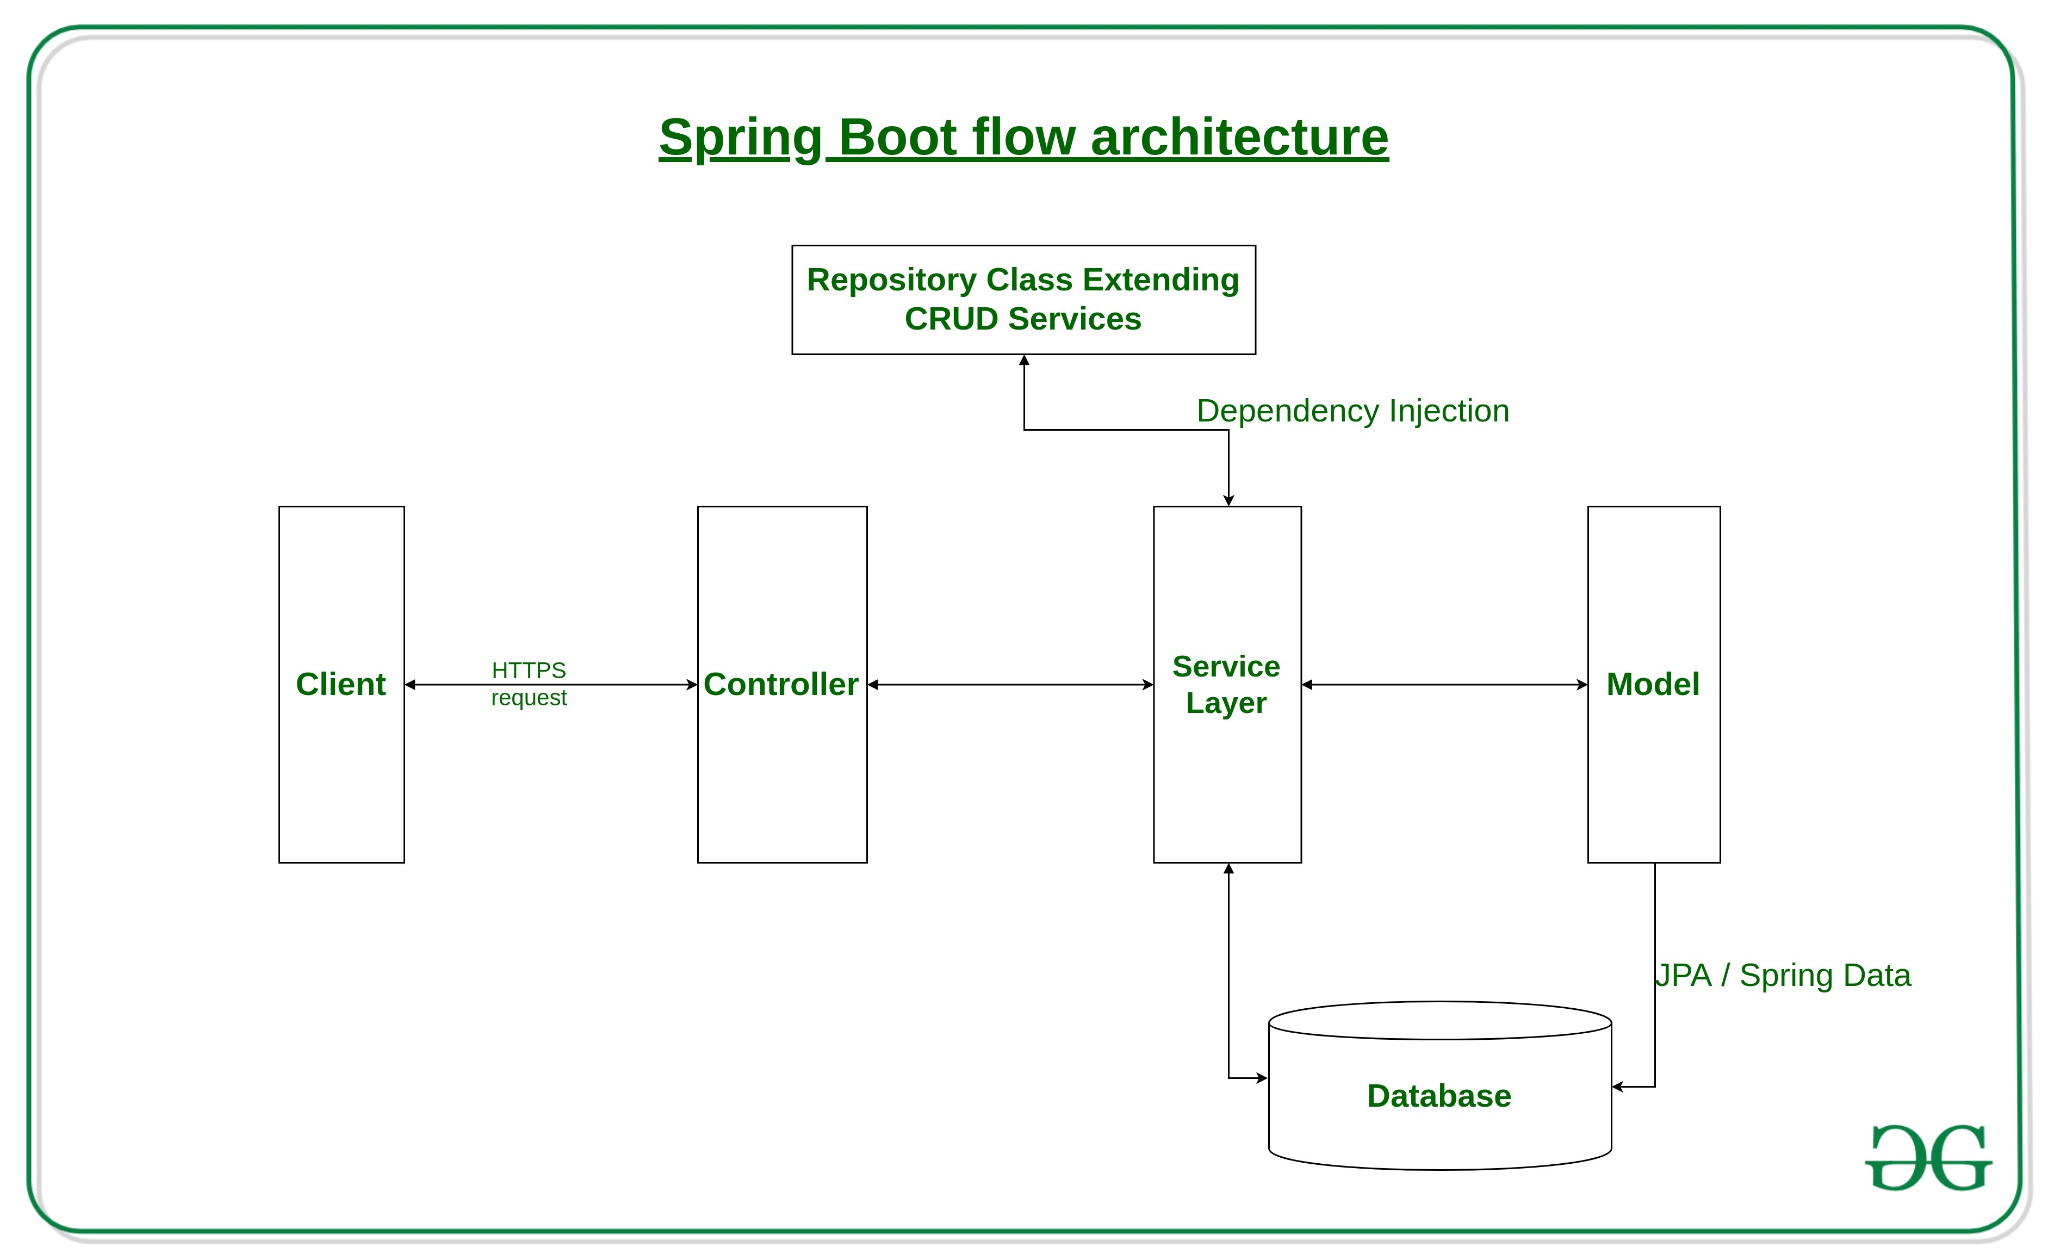 Spring Boot flow architecture
Repository Class Extending
CRUD Services
Dependency Injection
Client
HTTPS
request
Controller
Service
Layer
Model
JPA / Spring Data
Database